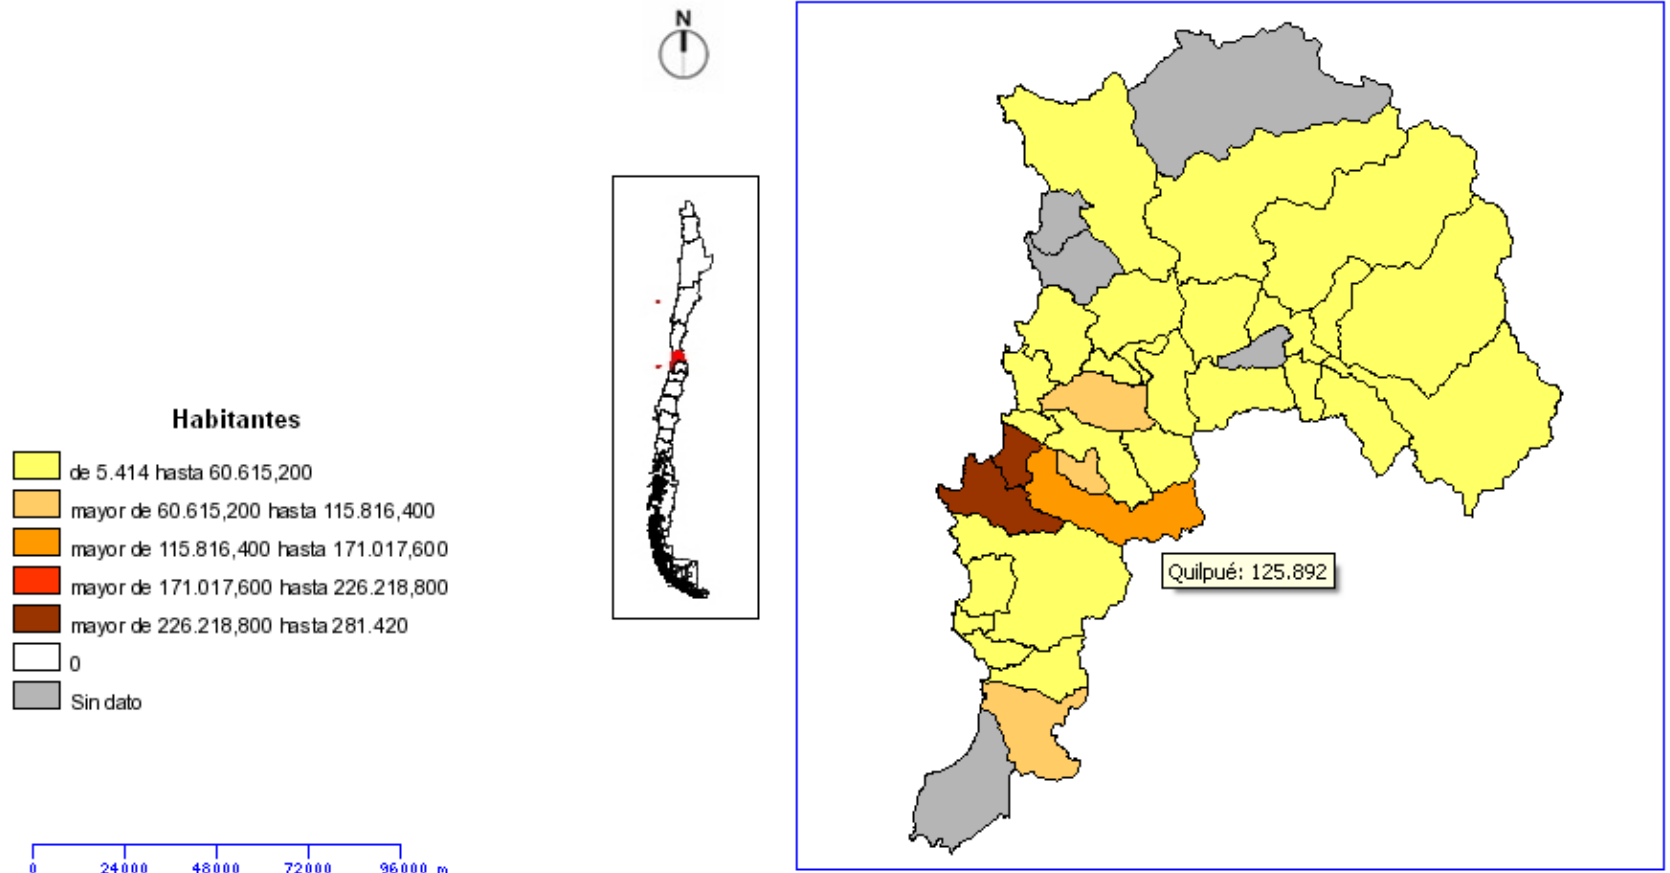 N
Habitantes
de 5.414 hasta 60.615,200
mayor de 60.615,200 hasta 115.816,400
mayor de 115.816,400 hasta 171.017,600
mayor de 171.017,600 hasta 226.218,800
mayor de 226.218,800 hasta 281.420
0
Sin dato
Quilpué: 125.892
0 24000 48000 72000 96000 m